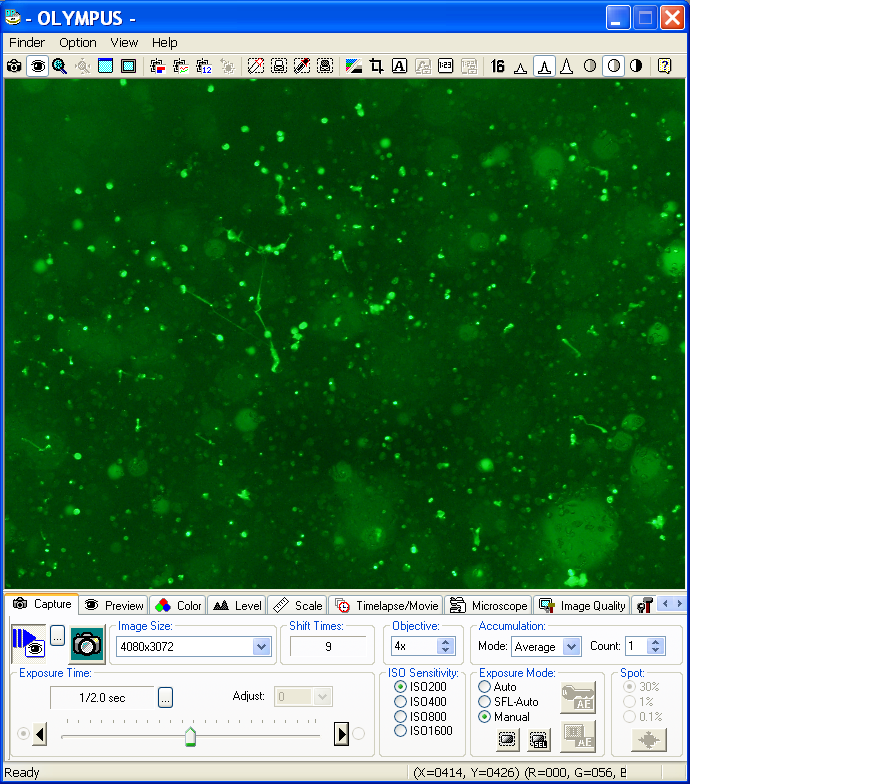 - OLYMPUS -
Finder Option View Help
12 A 123 16 ?
Capture Preview Color Level Scale Timelapse/Movie Microscope Image Quality
Image Size: Shift Times: Objective: Accumulation:
... 4080x3072 9 4x Mode: Average Count: 1
Exposure Time: ISO Sensitivity: Exposure Mode: Spot:
1/2.0 sec ... Adjust: 0
ISO200 Auto 30%
ISO400 SFL-Auto AE 1%
ISO800 Manual 0.1%
ISO1600 SEL AE
Ready (X=0414, Y=0426) (R=000, G=056, B